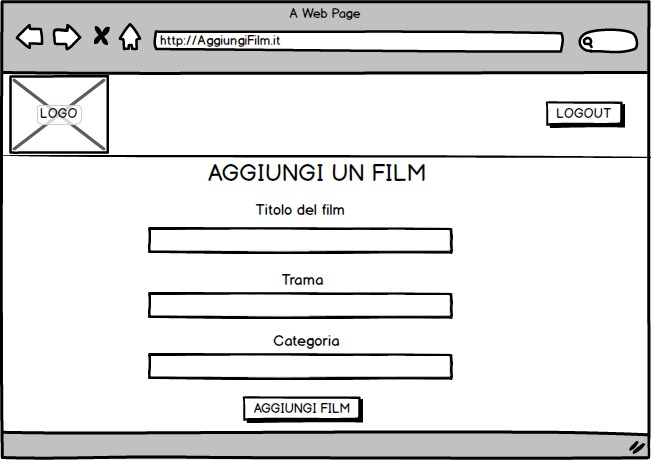 A Web Page
http://AggiungiFilm.it
LOGO
LOGOUT
AGGIUNGI UN FILM
Titolo del film
Trama
Categoria
AGGIUNGI FILM